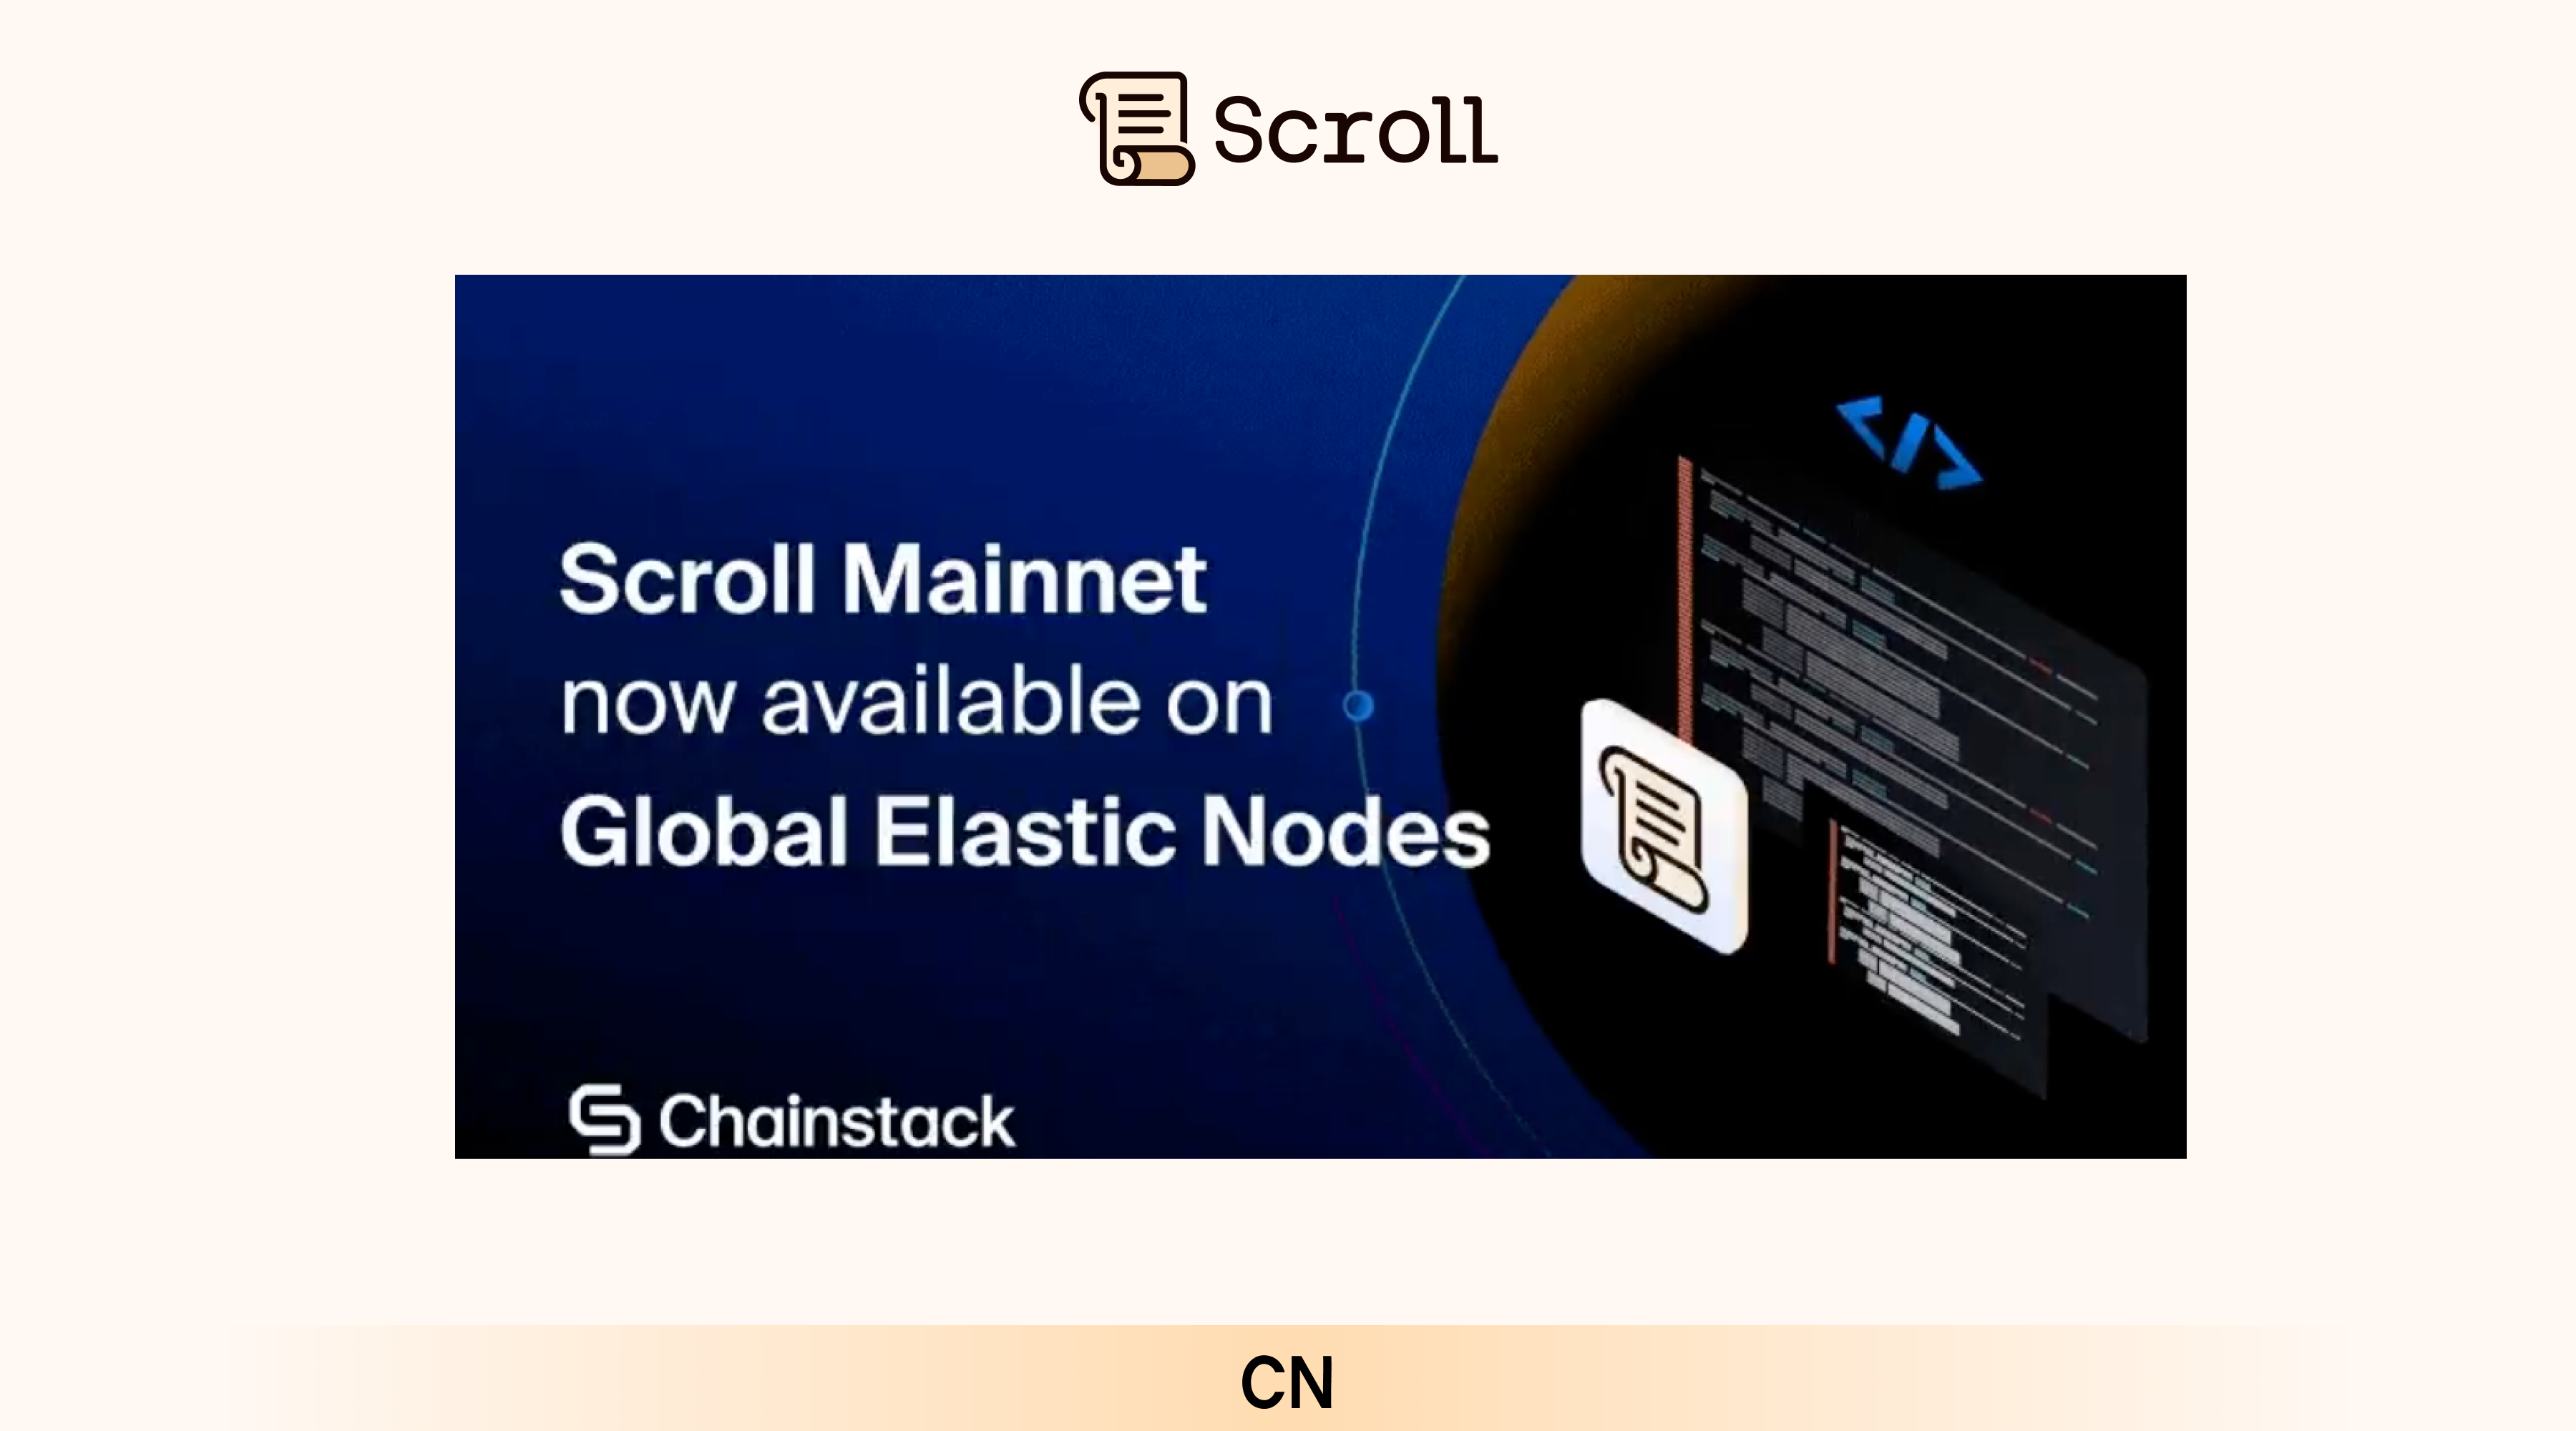 Scroll
Scroll Mainnet
now available on
Global Elastic Nodes
Chainstack
CN